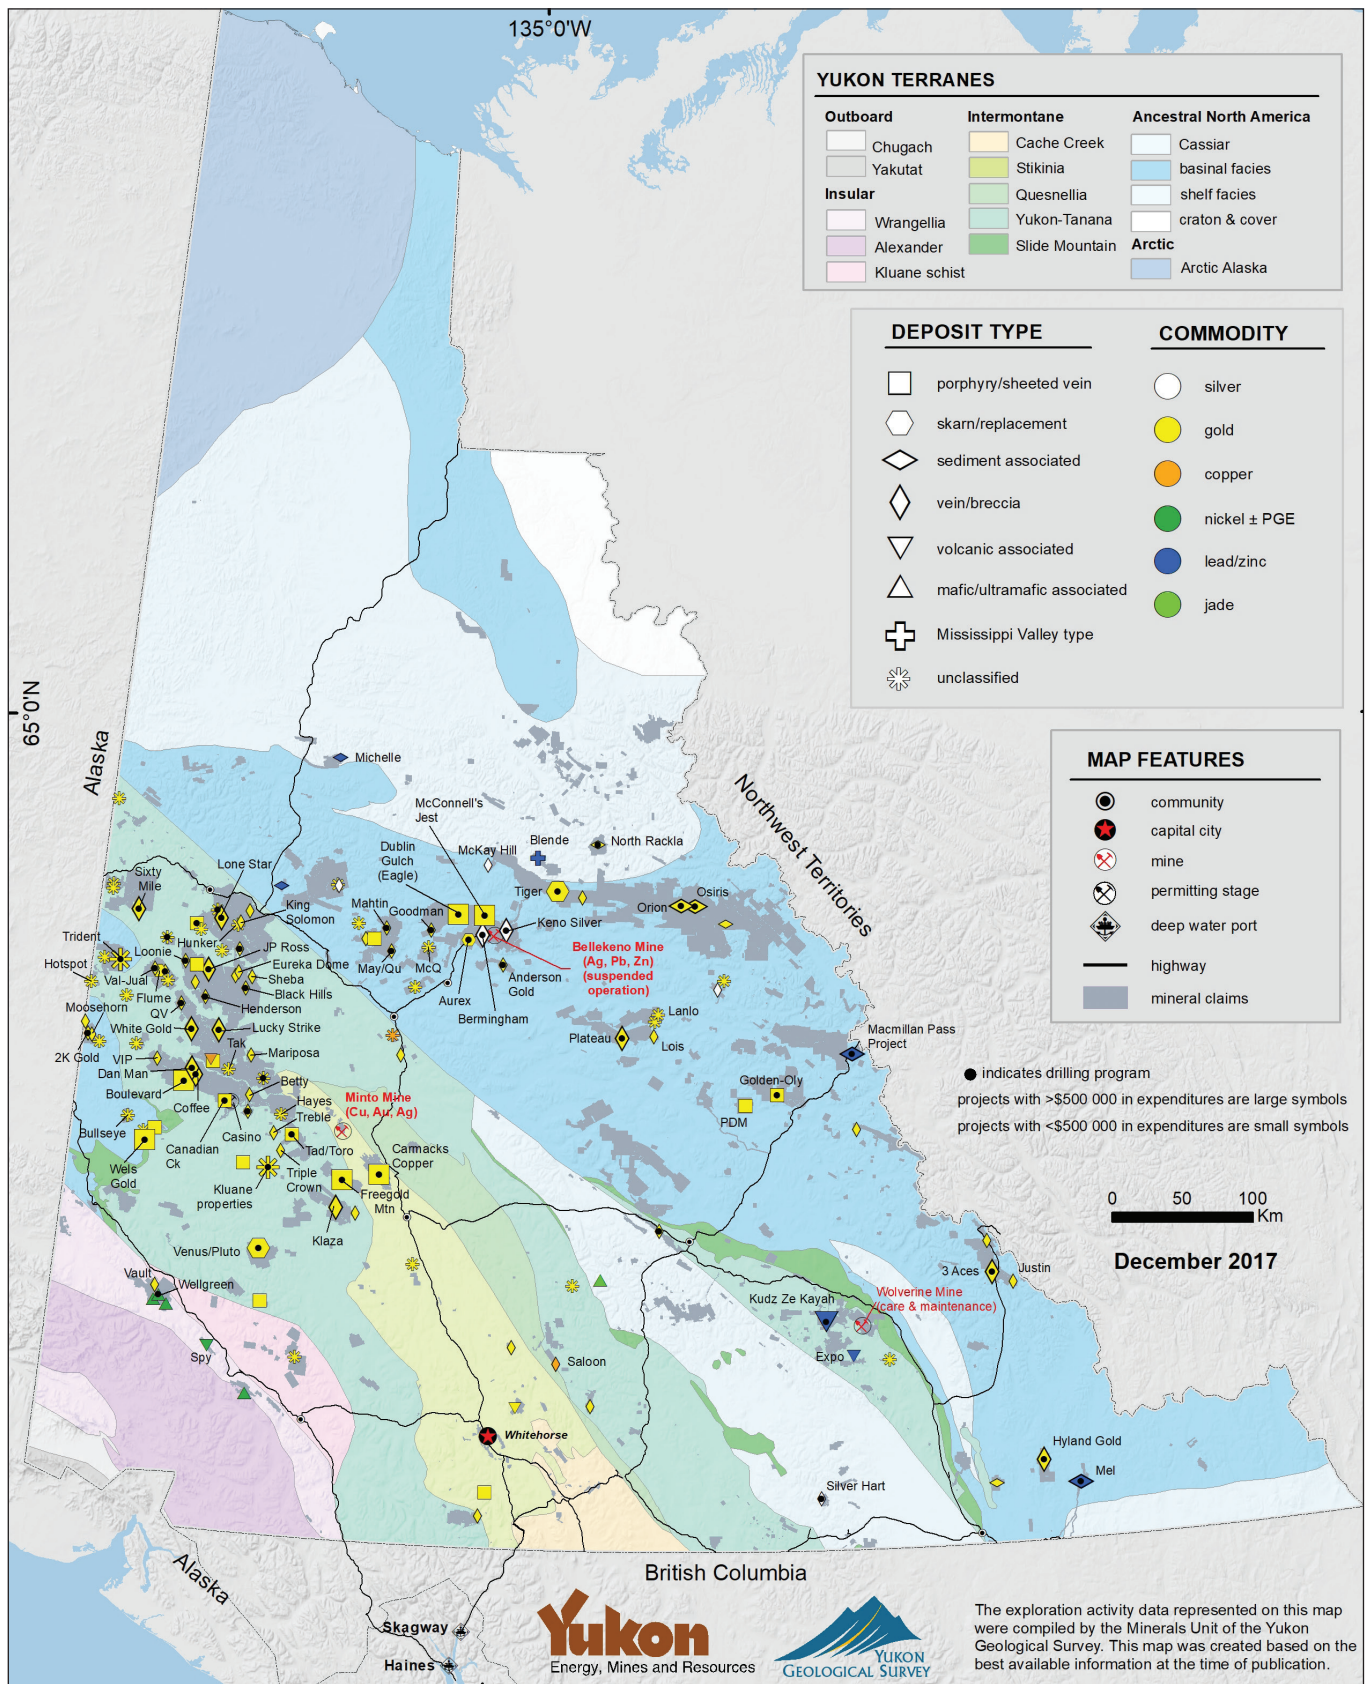 135°0'W
YUKON TERRANES
Outboard
Chugach
Yakutat
Insular
Wrangellia
Alexander
Kluane schist
Intermontane
Cache Creek
Stikinia
Quesnellia
Yukon-Tanana
Slide Mountain
Ancestral North America
Cassiar
basinal facies
shelf facies
craton & cover
Arctic
Arctic Alaska
DEPOSIT TYPE
porphyry/sheeted vein
skarn/replacement
sediment associated
vein/breccia
volcanic associated
mafic/ultramafic associated
Mississippi Valley type
unclassified
COMMODITY
silver
gold
copper
nickel ± PGE
lead/zinc
jade
65°0'N
Alaska
Northwest Territories
MAP FEATURES
community
capital city
mine
permitting stage
deep water port
highway
mineral claims
Michelle
McConnell's
Jest
Dublin
Gulch
(Eagle)
McKay Hill
Blende
North Rackla
Lone Star
Sixty
Mile
King
Solomon
Mahtin
Goodman
Tiger
Osiris
Orion
Keno Silver
Trident
Hunker
Loonie
JP Ross
Hotspot
Val-Jual
Eureka Dome
Sheba
Flume
Black Hills
QV
Henderson
May/Qu
McQ
Aurex
Anderson
Gold
Bermingham
Bellekeno Mine
(Ag, Pb, Zn)
(suspended
operation)
Moosehorn
White Gold
Lucky Strike
Lanlo
Plateau
Lois
Macmillan Pass
Project
2K Gold
VIP
Tak
Mariposa
Dan Man
Boulevard
Betty
Coffee
Hayes
Treble
Minto Mine
(Cu, Au, Ag)
Golden-Oly
PDM
Bullseye
Canadian
Ck
Casino
Tad/Toro
Carmacks
Copper
Wels
Gold
Kluane
properties
Triple
Crown
Freegold
Mtn
Klaza
Venus/Pluto
Vault
Wellgreen
Spy
Saloon
Whitehorse
3 Aces
Justin
Kudz Ze Kayah
Wolverine Mine
(care & maintenance)
Expo
Hyland Gold
Mel
Silver Hart
indicates drilling program
projects with >$500 000 in expenditures are large symbols
projects with <$500 000 in expenditures are small symbols
0 50 100
Km
December 2017
British Columbia
Alaska
Skagway
Haines
Yukon
Energy, Mines and Resources
YUKON
GEOLOGICAL SURVEY
The exploration activity data represented on this map
were compiled by the Minerals Unit of the Yukon
Geological Survey. This map was created based on the
best available information at the time of publication.